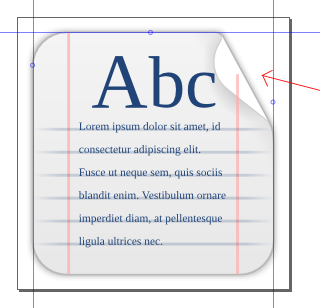 Abc
Lorem ipsum dolor sit amet, id
consectetur adipiscing elit.
Fusce ut neque sem, quis sociis
blandit enim. Vestibulum ornare
imperdiet diam, at pellentesque
ligula ultrices nec.